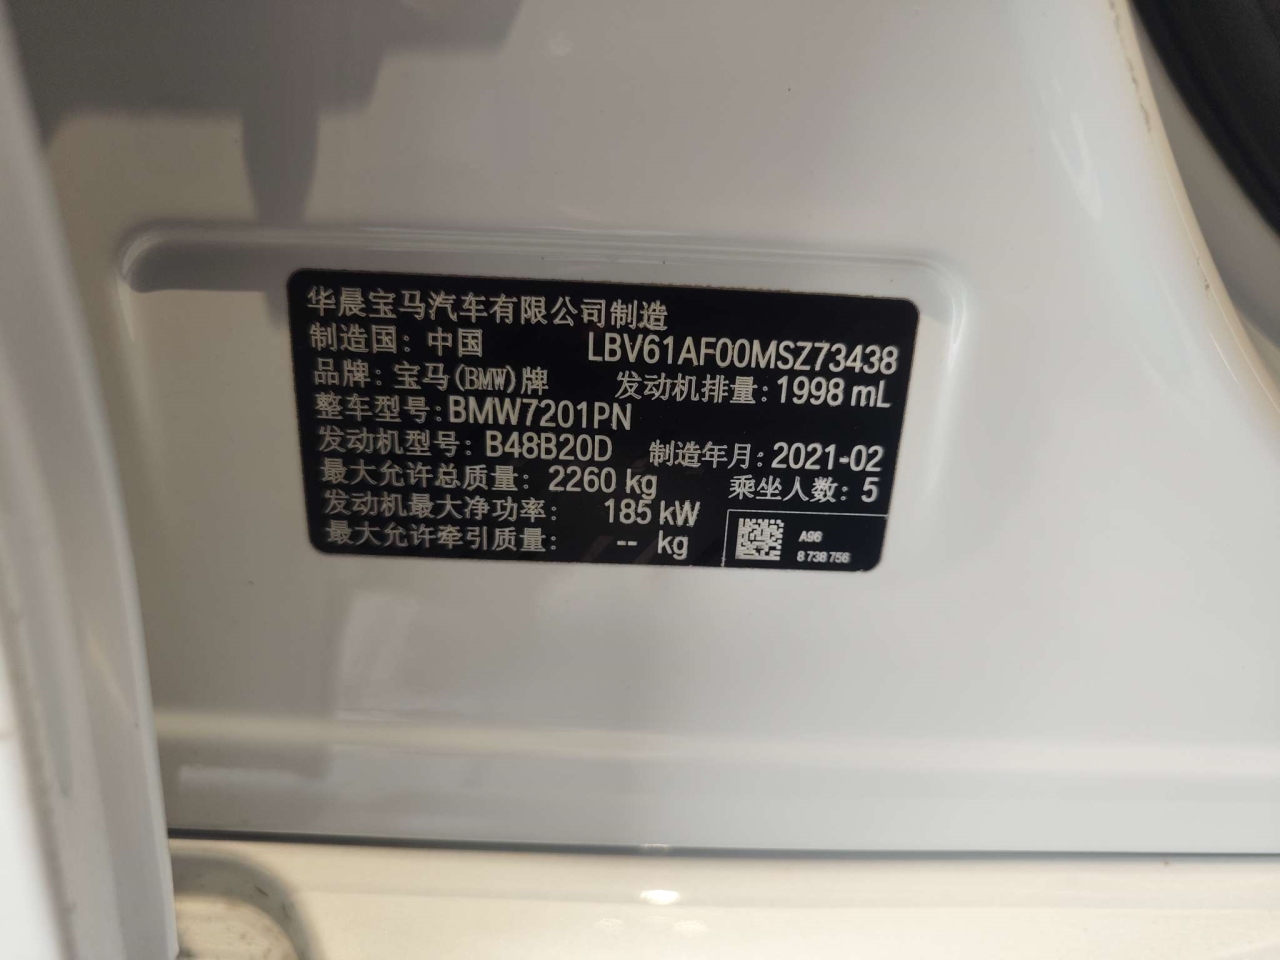 华晨宝马汽车有限公司制造
制造国：中国 LBV61AF00MSZ73438
品牌：宝马(BMW)牌 发动机排量：1998 mL
整车型号：BMW7201PN
发动机型号：B48B20D 制造年月：2021-02
最大允许总质量：2260 kg 乘坐人数：5
发动机最大净功率：185 kW
最大允许牵引质量：-- kg
A96
8 738 756